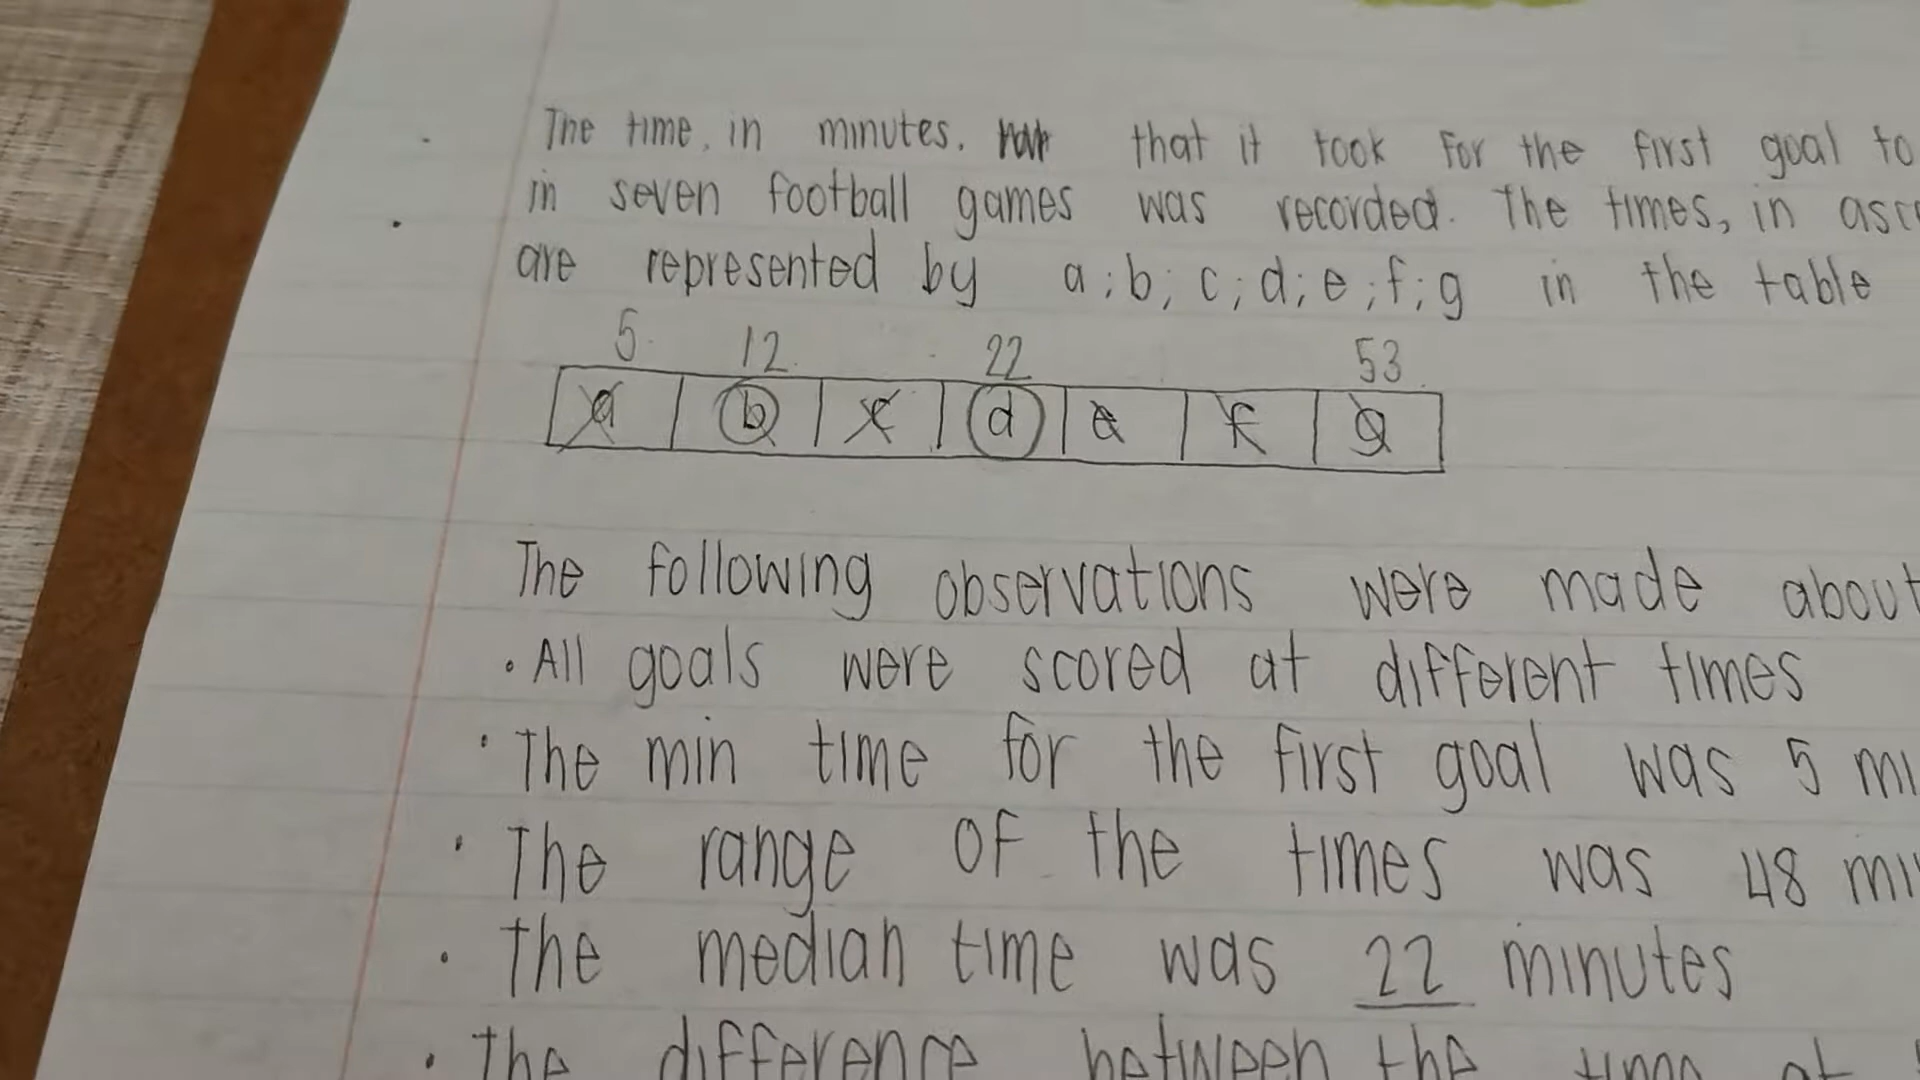 The time, in minutes. that it took for the first goal to
in seven football games was recorded. The times, in asc
are represented by a; b; c; d; e; f; g in the table
5 12 22 53
a b c d e f g
The following observations were made about
• All goals were scored at different times
• The min time for the first goal was 5 mi
• The range of the times was 48 mi
• The median time was 22 minutes
• The difference between the time of